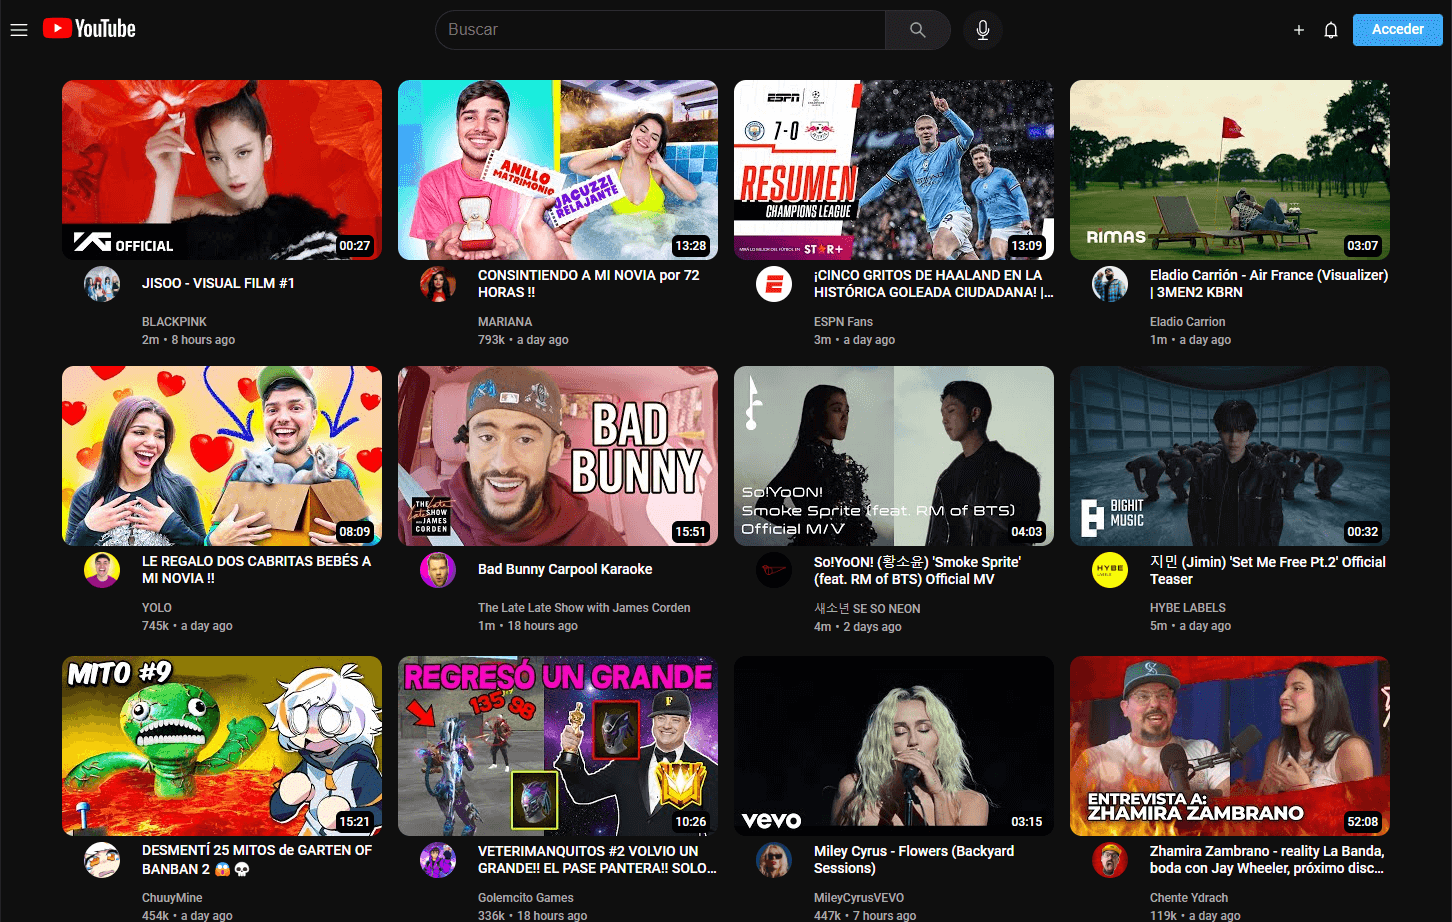 YouTube
Buscar
Acceder
YG OFFICIAL
00:27
ANILLO
MATRIMONIO
JACUZZI
RELAJANTE
13:28
ESPN
7-0
RESUMEN
CHAMPIONS LEAGUE
STAR+
13:09
RIMAS
03:07
JISOO - VISUAL FILM #1
BLACKPINK
2m • 8 hours ago
CONSINTIENDO A MI NOVIA por 72
HORAS !!
MARIANA
793k • a day ago
¡CINCO GRITOS DE HAALAND EN LA
HISTÓRICA GOLEADA CIUDADANA! |...
ESPN Fans
3m • a day ago
Eladio Carrión - Air France (Visualizer)
| 3MEN2 KBRN
Eladio Carrion
1m • a day ago
08:09
BAD
BUNNY
THE
Late Late
SHOW
WITH JAMES
CORDEN
15:51
So!YoON!
Smoke Sprite (feat. RM of BTS)
Official M/V
04:03
BIGHIT
MUSIC
00:32
LE REGALO DOS CABRITAS BEBÉS A
MI NOVIA !!
YOLO
745k • a day ago
Bad Bunny Carpool Karaoke
The Late Late Show with James Corden
1m • 18 hours ago
So!YoON! (황소윤) 'Smoke Sprite'
(feat. RM of BTS) Official MV
새소년 SE SO NEON
4m • 2 days ago
HYBE
LABELS
지민 (Jimin) 'Set Me Free Pt.2' Official
Teaser
HYBE LABELS
5m • a day ago
MITO #9
15:21
REGRESÓ UN GRANDE
135 98
F
10:26
vevo
03:15
ENTREVISTA A:
ZHAMIRA ZAMBRANO
52:08
DESMENTÍ 25 MITOS de GARTEN OF
BANBAN 2 😱💀
ChuuyMine
454k • a day ago
VETERIMANQUITOS #2 VOLVIO UN
GRANDE!! EL PASE PANTERA!! SOLO...
Golemcito Games
336k • 18 hours ago
Miley Cyrus - Flowers (Backyard
Sessions)
MileyCyrusVEVO
447k • 7 hours ago
Zhamira Zambrano - reality La Banda,
boda con Jay Wheeler, próximo disc...
Chente Ydrach
119k • a day ago